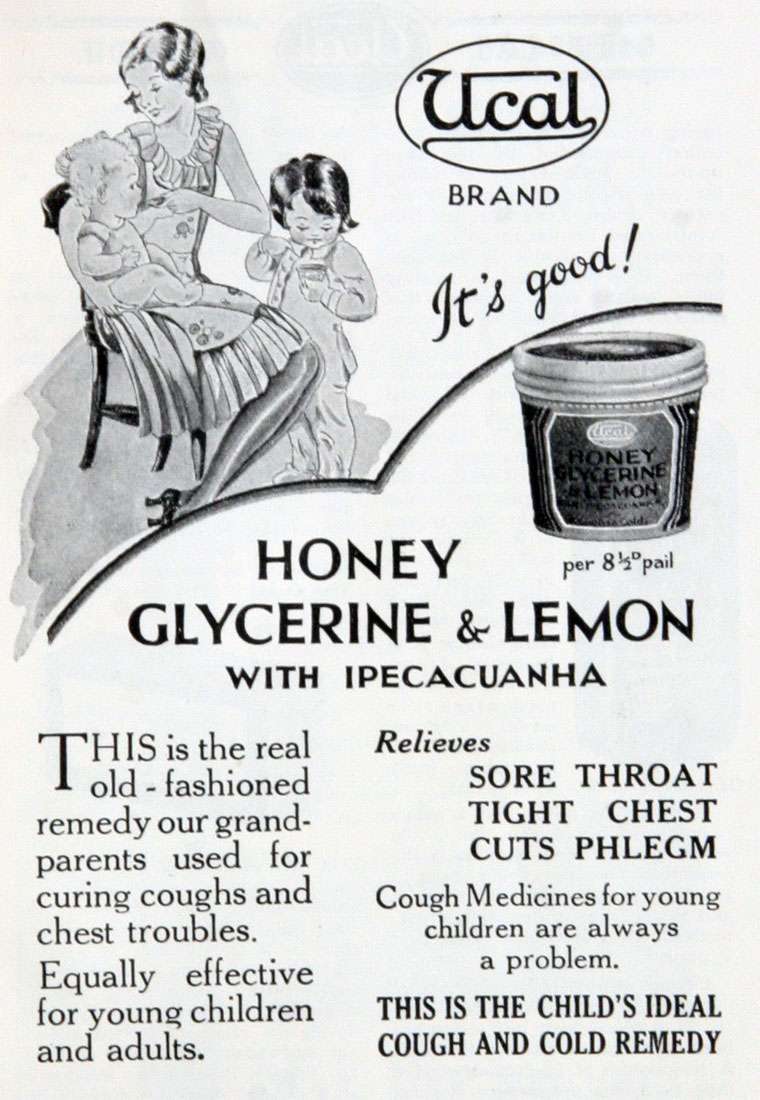 Ucal
BRAND
It's good!
Ucal
HONEY
GLYCERINE
& LEMON
per 8½ᴰ pail
HONEY
GLYCERINE & LEMON
WITH IPECACUANHA
THIS is the real
old - fashioned
remedy our grand-
parents used for
curing coughs and
chest troubles.
Equally effective
for young children
and adults.
Relieves
SORE THROAT
TIGHT CHEST
CUTS PHLEGM
Cough Medicines for young
children are always
a problem.
THIS IS THE CHILD'S IDEAL
COUGH AND COLD REMEDY